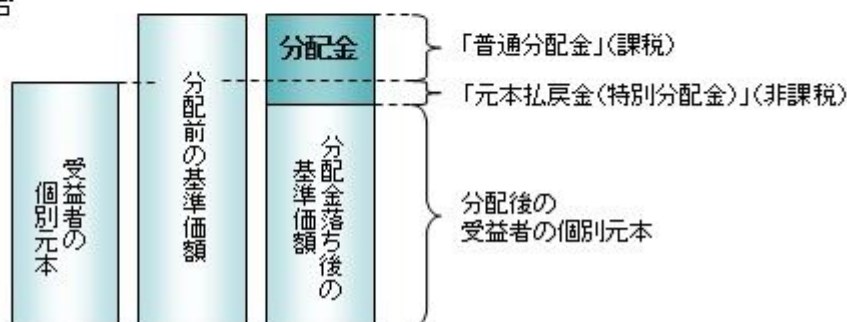 受益者の
個別元本
分配前の基準価額
分配金
分配金落ち後の
基準価額
「普通分配金」(課税)
「元本払戻金(特別分配金)」(非課税)
分配後の
受益者の個別元本